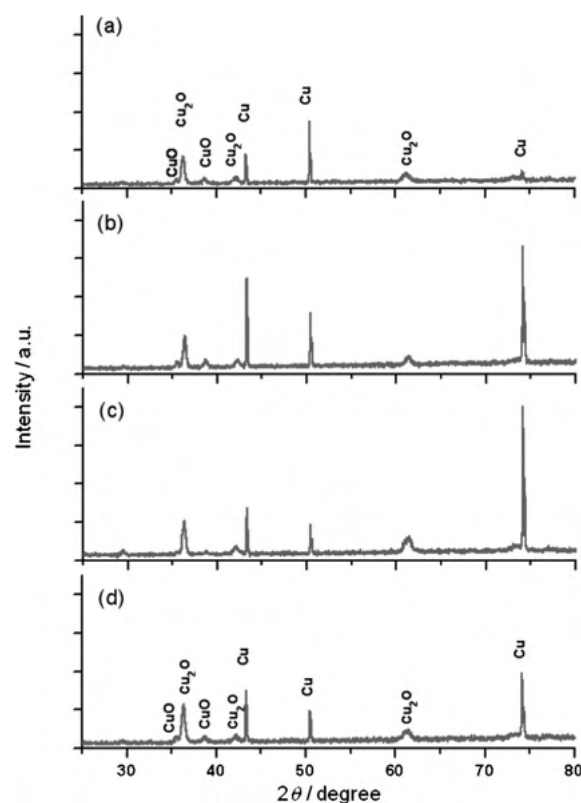 (a)
CuO
Cu₂O
CuO
Cu₂O
Cu
Cu
Cu₂O
Cu
(b)
Intensity / a.u.
(c)
(d)
CuO
Cu₂O
CuO
Cu₂O
Cu
Cu
Cu₂O
Cu
30 40 50 60 70 80
2θ / degree